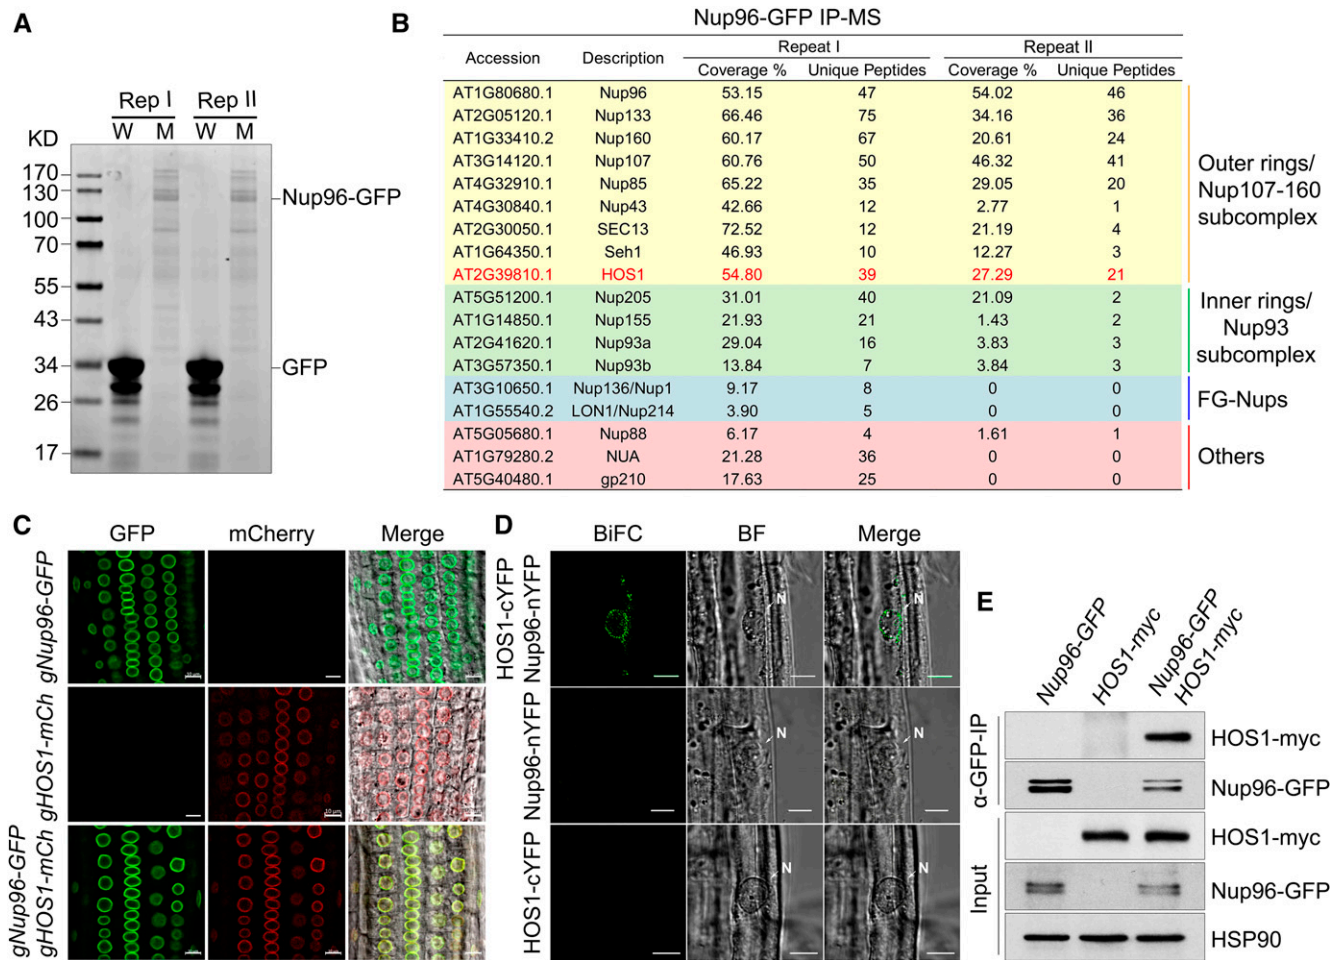 A
Rep I Rep II
KD W M W M
170
130
Nup96-GFP
100
70
55
43
34
GFP
26
17
B
Nup96-GFP IP-MS
Accession Description Repeat I Repeat II
Coverage % Unique Peptides Coverage % Unique Peptides
AT1G80680.1 Nup96 53.15 47 54.02 46
AT2G05120.1 Nup133 66.46 75 34.16 36
AT1G33410.2 Nup160 60.17 67 20.61 24
AT3G14120.1 Nup107 60.76 50 46.32 41
AT4G32910.1 Nup85 65.22 35 29.05 20
AT4G30840.1 Nup43 42.66 12 2.77 1
AT2G30050.1 SEC13 72.52 12 21.19 4
AT1G64350.1 Seh1 46.93 10 12.27 3
AT2G39810.1 HOS1 54.80 39 27.29 21
Outer rings/
Nup107-160
subcomplex
AT5G51200.1 Nup205 31.01 40 21.09 2
AT1G14850.1 Nup155 21.93 21 1.43 2
AT2G41620.1 Nup93a 29.04 16 3.83 3
AT3G57350.1 Nup93b 13.84 7 3.84 3
Inner rings/
Nup93
subcomplex
AT3G10650.1 Nup136/Nup1 9.17 8 0 0
AT1G55540.2 LON1/Nup214 3.90 5 0 0
FG-Nups
AT5G05680.1 Nup88 6.17 4 1.61 1
AT1G79280.2 NUA 21.28 36 0 0
AT5G40480.1 gp210 17.63 25 0 0
Others
C
GFP mCherry Merge
gNup96-GFP
gHOS1-mCh
gNup96-GFP
gHOS1-mCh
10 μm
D
BiFC BF Merge
HOS1-cYFP
Nup96-nYFP
N N
Nup96-nYFP
N N
HOS1-cYFP
N N
E
Nup96-GFP
HOS1-myc
Nup96-GFP
HOS1-myc
α-GFP-IP
HOS1-myc
Nup96-GFP
Input
HOS1-myc
Nup96-GFP
HSP90